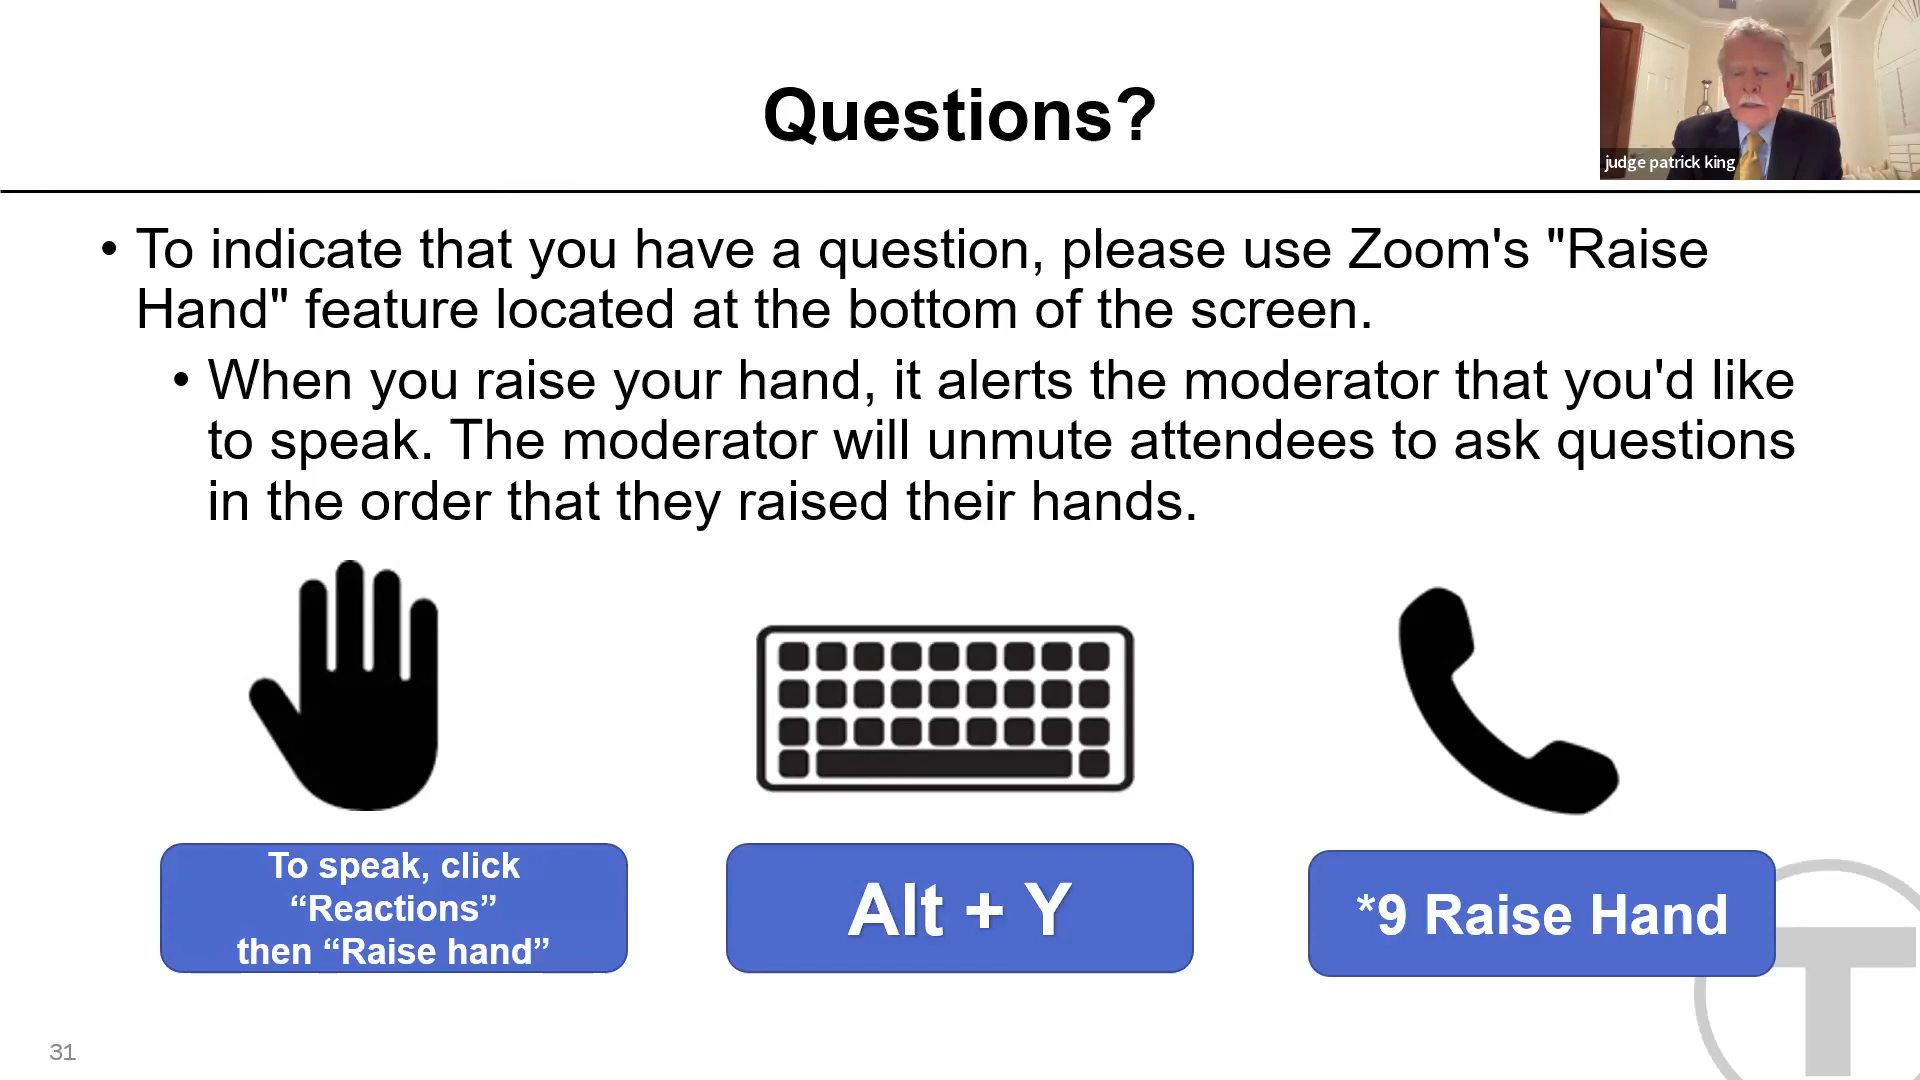 Questions?
judge patrick king
• To indicate that you have a question, please use Zoom's "Raise
Hand" feature located at the bottom of the screen.
• When you raise your hand, it alerts the moderator that you'd like
to speak. The moderator will unmute attendees to ask questions
in the order that they raised their hands.
To speak, click
“Reactions”
then “Raise hand”
Alt + Y
*9 Raise Hand
T
31